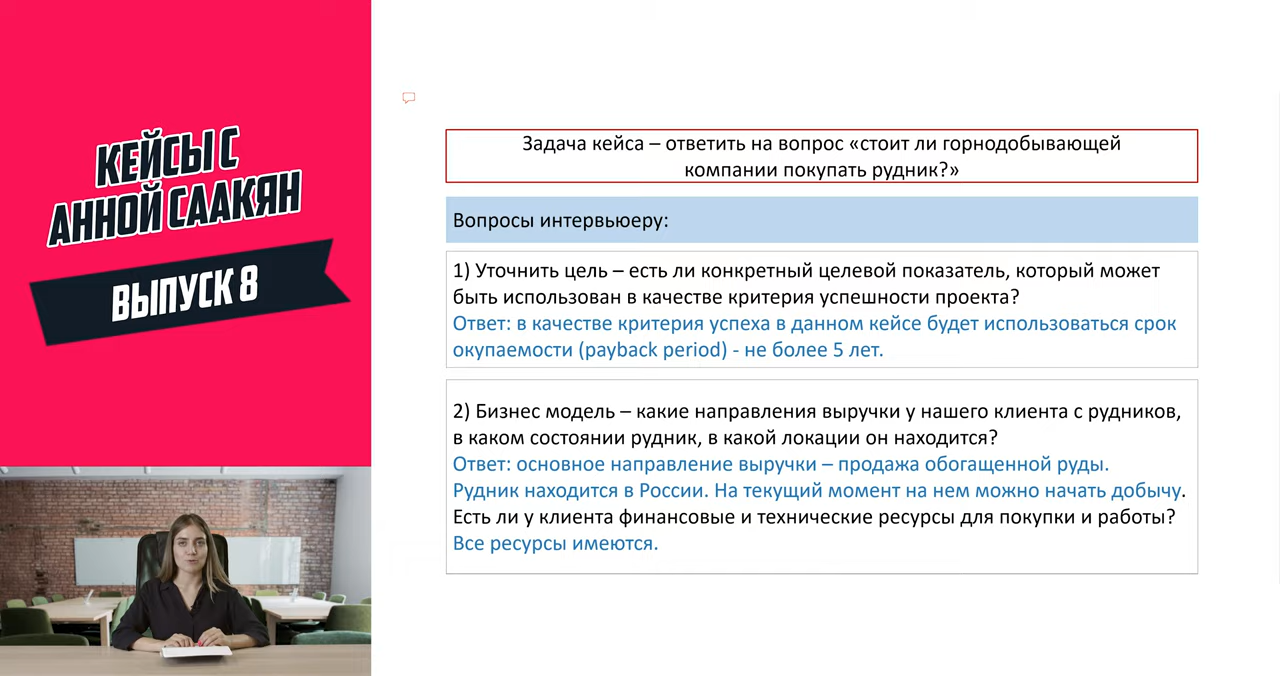 КЕЙСЫ С
АННОЙ СААКЯН
ВЫПУСК 8
Задача кейса – ответить на вопрос «стоит ли горнодобывающей
компании покупать рудник?»
Вопросы интервьюеру:
1) Уточнить цель – есть ли конкретный целевой показатель, который может
быть использован в качестве критерия успешности проекта?
Ответ: в качестве критерия успеха в данном кейсе будет использоваться срок
окупаемости (payback period) - не более 5 лет.
2) Бизнес модель – какие направления выручки у нашего клиента с рудников,
в каком состоянии рудник, в какой локации он находится?
Ответ: основное направление выручки – продажа обогащенной руды.
Рудник находится в России. На текущий момент на нем можно начать добычу.
Есть ли у клиента финансовые и технические ресурсы для покупки и работы?
Все ресурсы имеются.